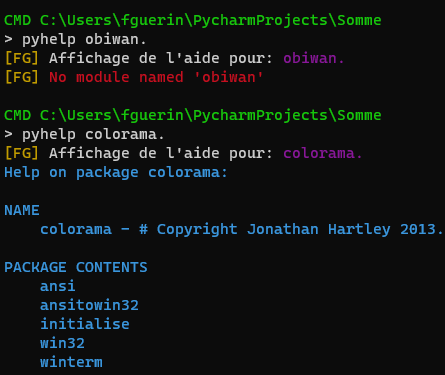 CMD C:\Users\fguerin\PycharmProjects\Somme
> pyhelp obiwan.
[FG] Affichage de l'aide pour: obiwan.
[FG] No module named 'obiwan'
CMD C:\Users\fguerin\PycharmProjects\Somme
> pyhelp colorama.
[FG] Affichage de l'aide pour: colorama.
Help on package colorama:
NAME
colorama - # Copyright Jonathan Hartley 2013.
PACKAGE CONTENTS
ansi
ansitowin32
initialise
win32
winterm